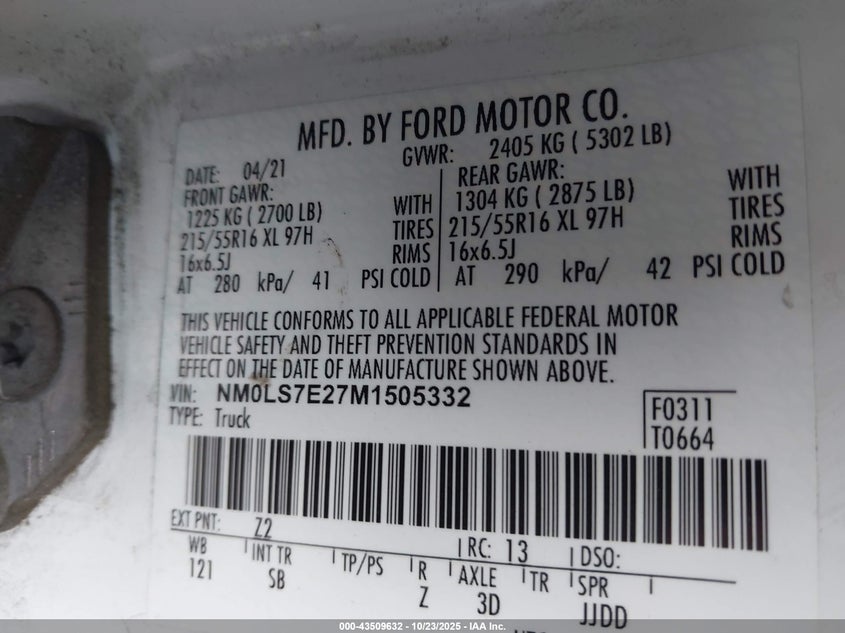 MFD. BY FORD MOTOR CO.
DATE: 04/21 GVWR: 2405 KG ( 5302 LB)
FRONT GAWR: REAR GAWR:
1225 KG ( 2700 LB) WITH 1304 KG ( 2875 LB) WITH
215/55R16 XL 97H TIRES 215/55R16 XL 97H TIRES
16x6.5J RIMS 16x6.5J RIMS
AT 280 kPa/ 41 PSI COLD AT 290 kPa/ 42 PSI COLD
THIS VEHICLE CONFORMS TO ALL APPLICABLE FEDERAL MOTOR
VEHICLE SAFETY AND THEFT PREVENTION STANDARDS IN
EFFECT ON THE DATE OF MANUFACTURE SHOWN ABOVE.
VIN: NM0LS7E27M1505332 F0311
TYPE: Truck T0664
EXT PNT: Z2 RC: 13 DSO:
WB INT TR TP/PS R AXLE TR SPR
121 SB Z 3D JJDD
000-43509632 - 10/23/2025 - IAA Inc.